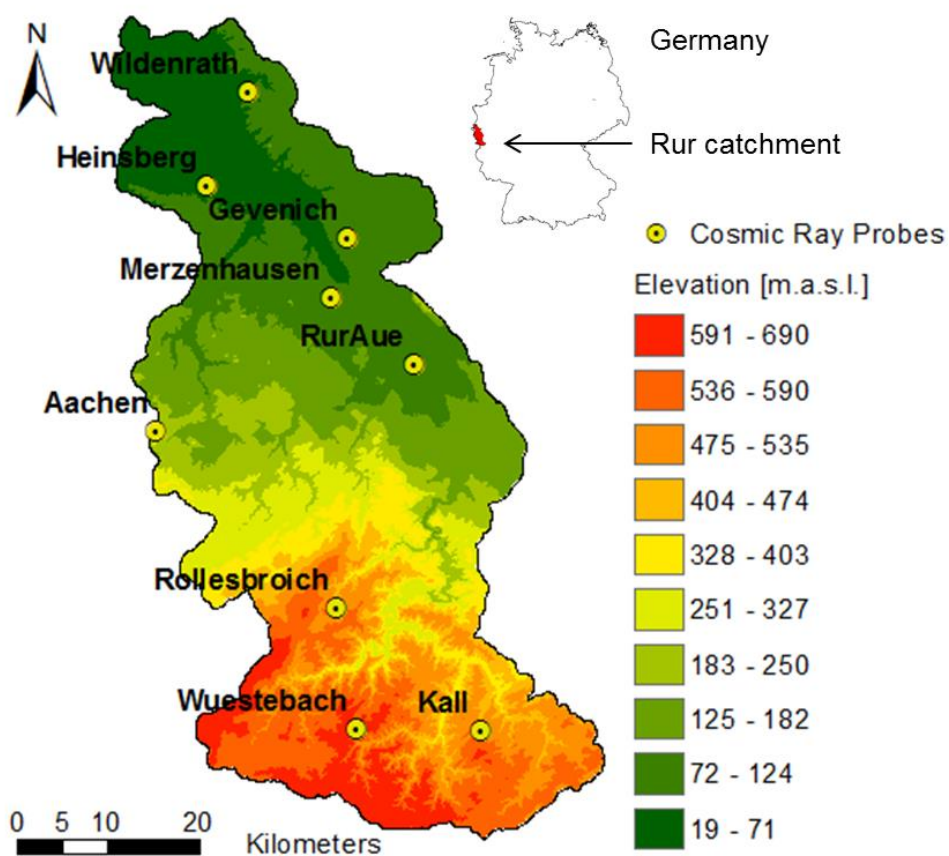 N
Wildenrath
Heinsberg
Gevenich
Merzenhausen
RurAue
Aachen
Rollesbroich
Wuestebach
Kall
0 5 10 20
Kilometers
Germany
Rur catchment
Cosmic Ray Probes
Elevation [m.a.s.l.]
591 - 690
536 - 590
475 - 535
404 - 474
328 - 403
251 - 327
183 - 250
125 - 182
72 - 124
19 - 71